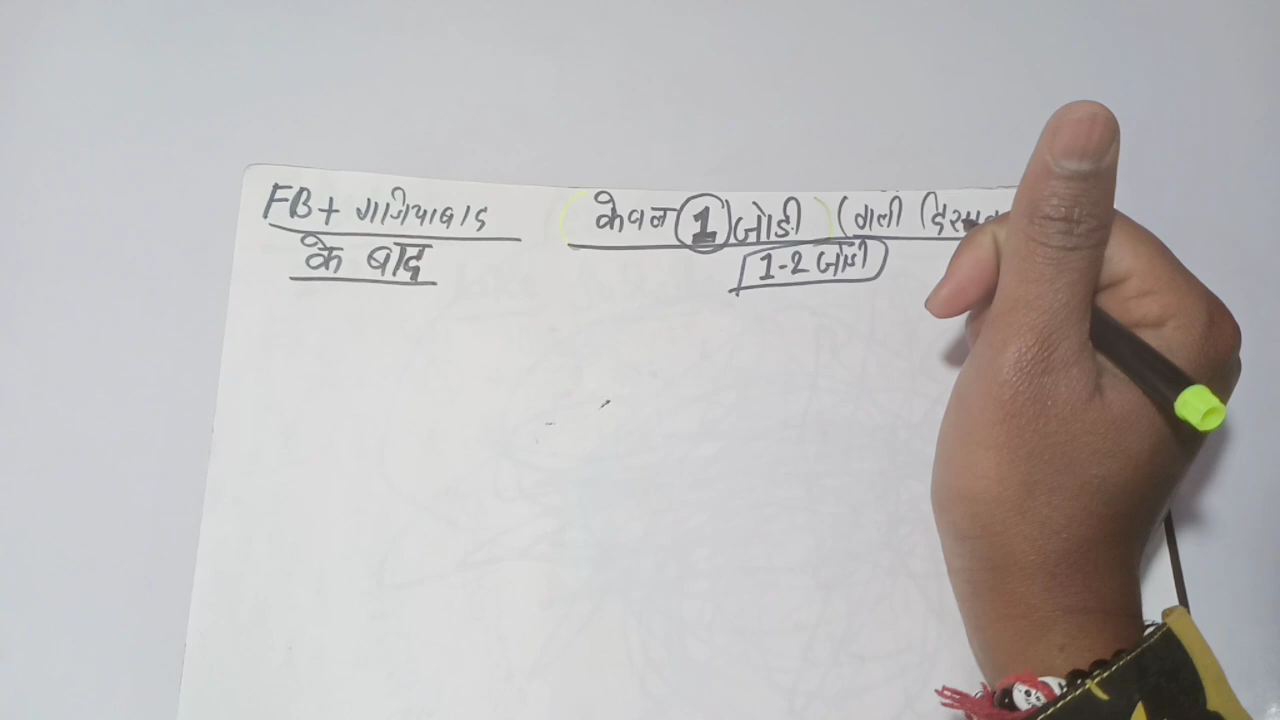 FB + गाजियाबाद केवल 1 जोडी (गली
के बाद 1-2 जोडी